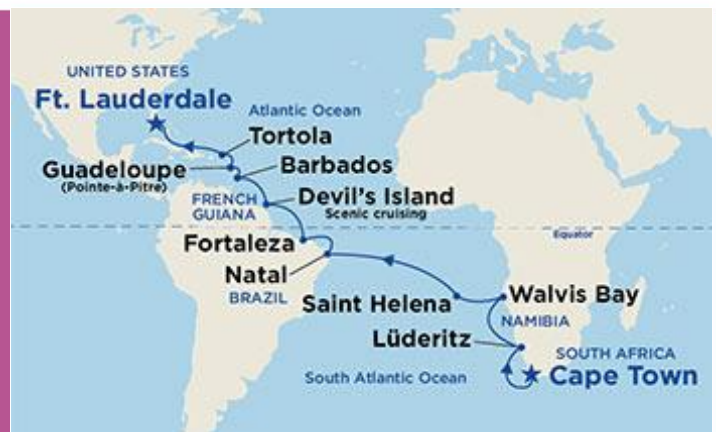 UNITED STATES
Ft. Lauderdale
Atlantic Ocean
Tortola
Guadeloupe
(Pointe-à-Pitre)
Barbados
FRENCH
GUIANA
Devil's Island
Scenic cruising
Equator
Fortaleza
Natal
BRAZIL
Saint Helena
Walvis Bay
NAMIBIA
Lüderitz
SOUTH AFRICA
South Atlantic Ocean
Cape Town